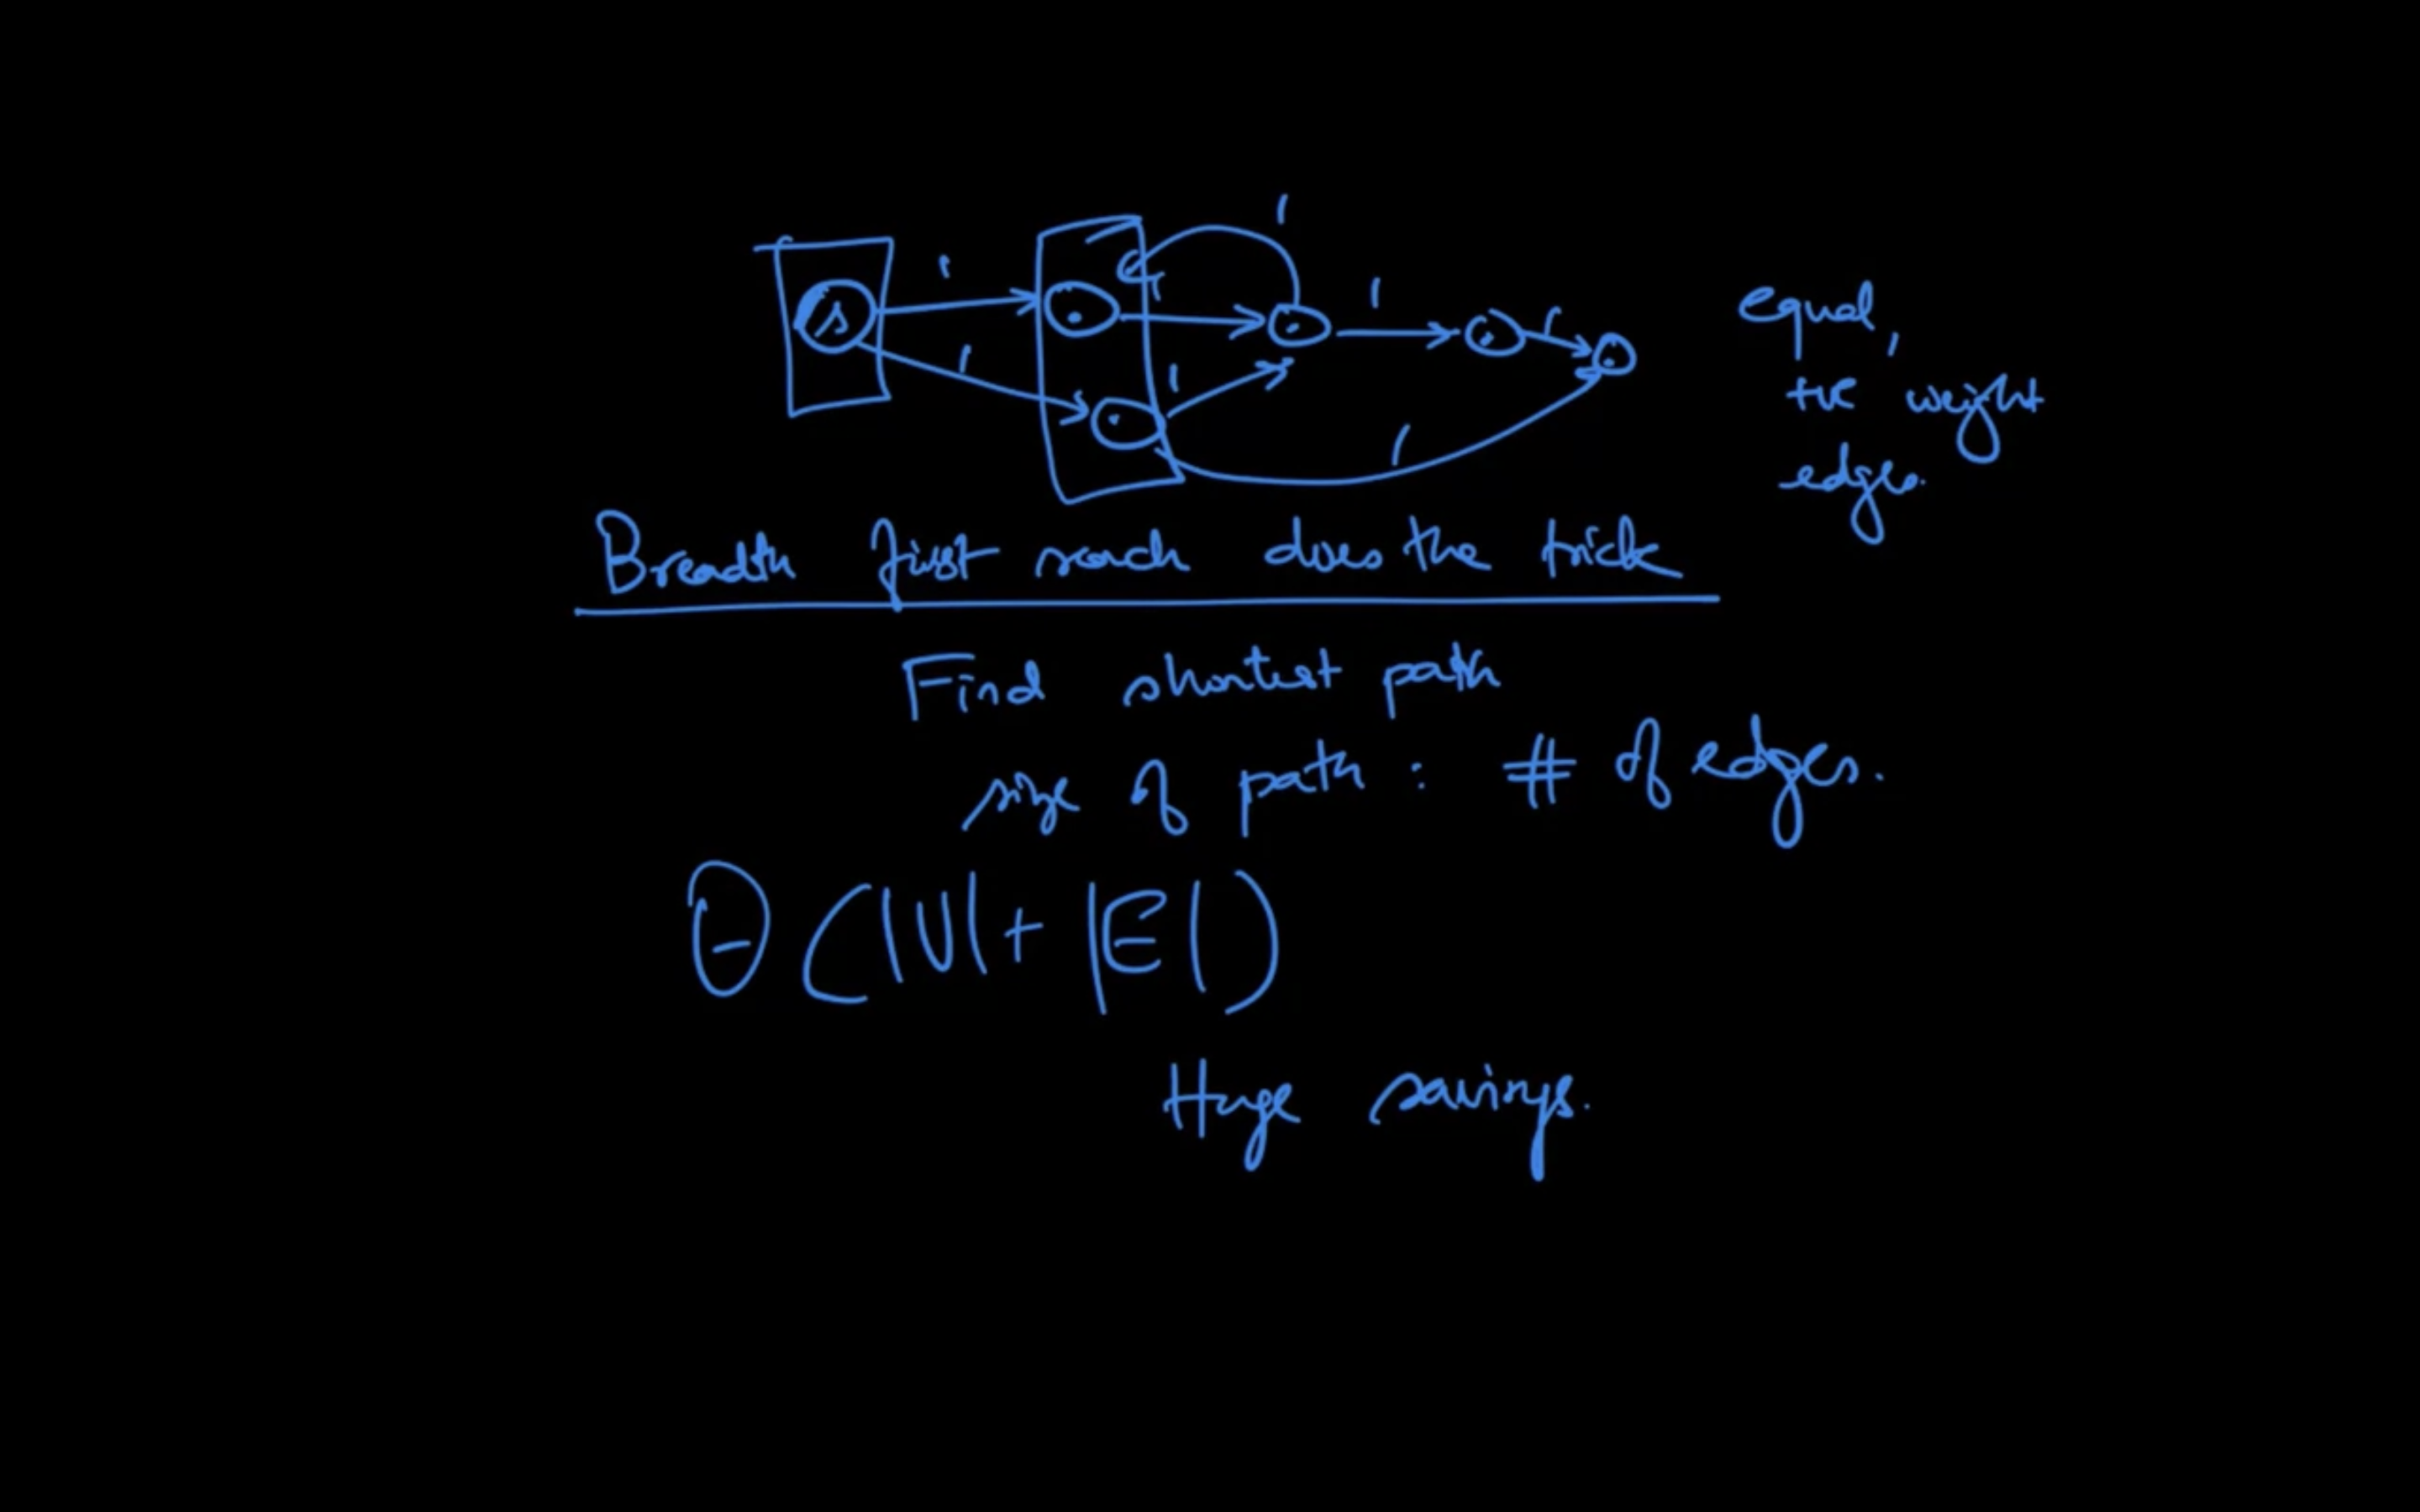 1
1
1
s
1
1
1
1
1
equal,
+ve weight
edges.
Breadth first search does the trick
Find shortest path
size of path : # of edges.
Θ(|V| + |E|)
Huge savings.